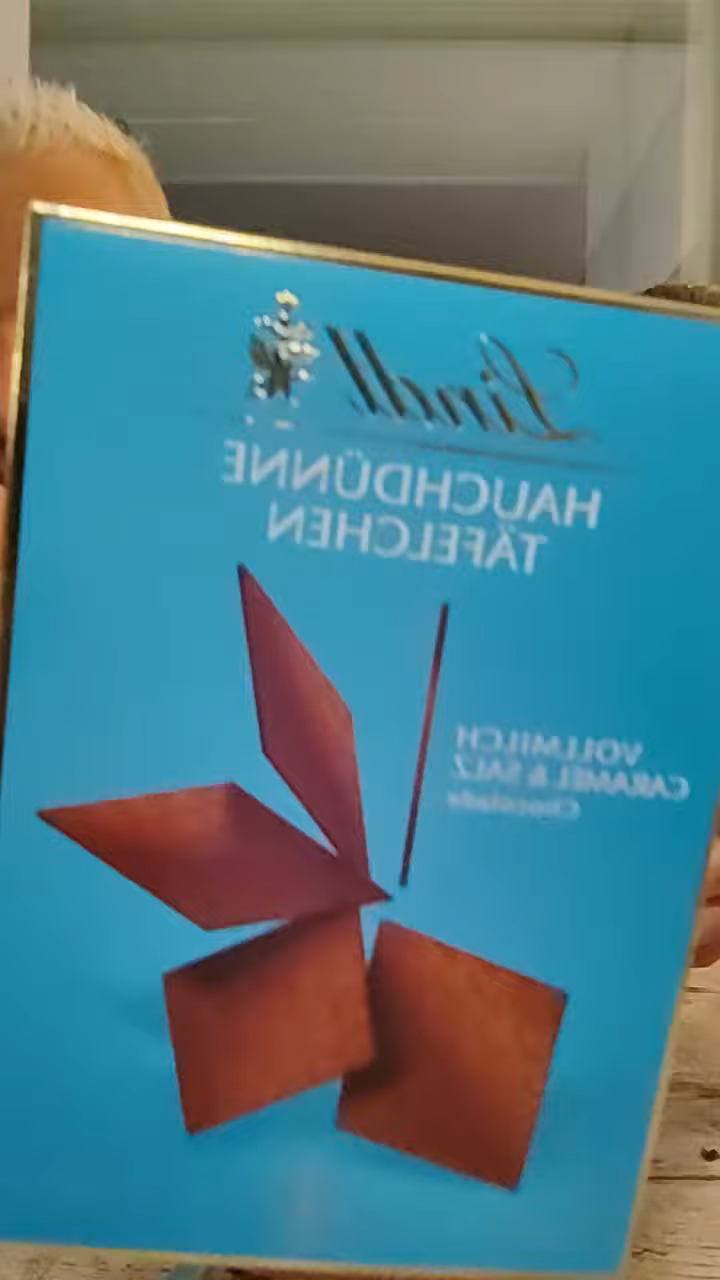 Lindt
HAUCHDÜNNE
TÄFELCHEN
VOLLMILCH
CARAMEL & SALZ
Chocolade